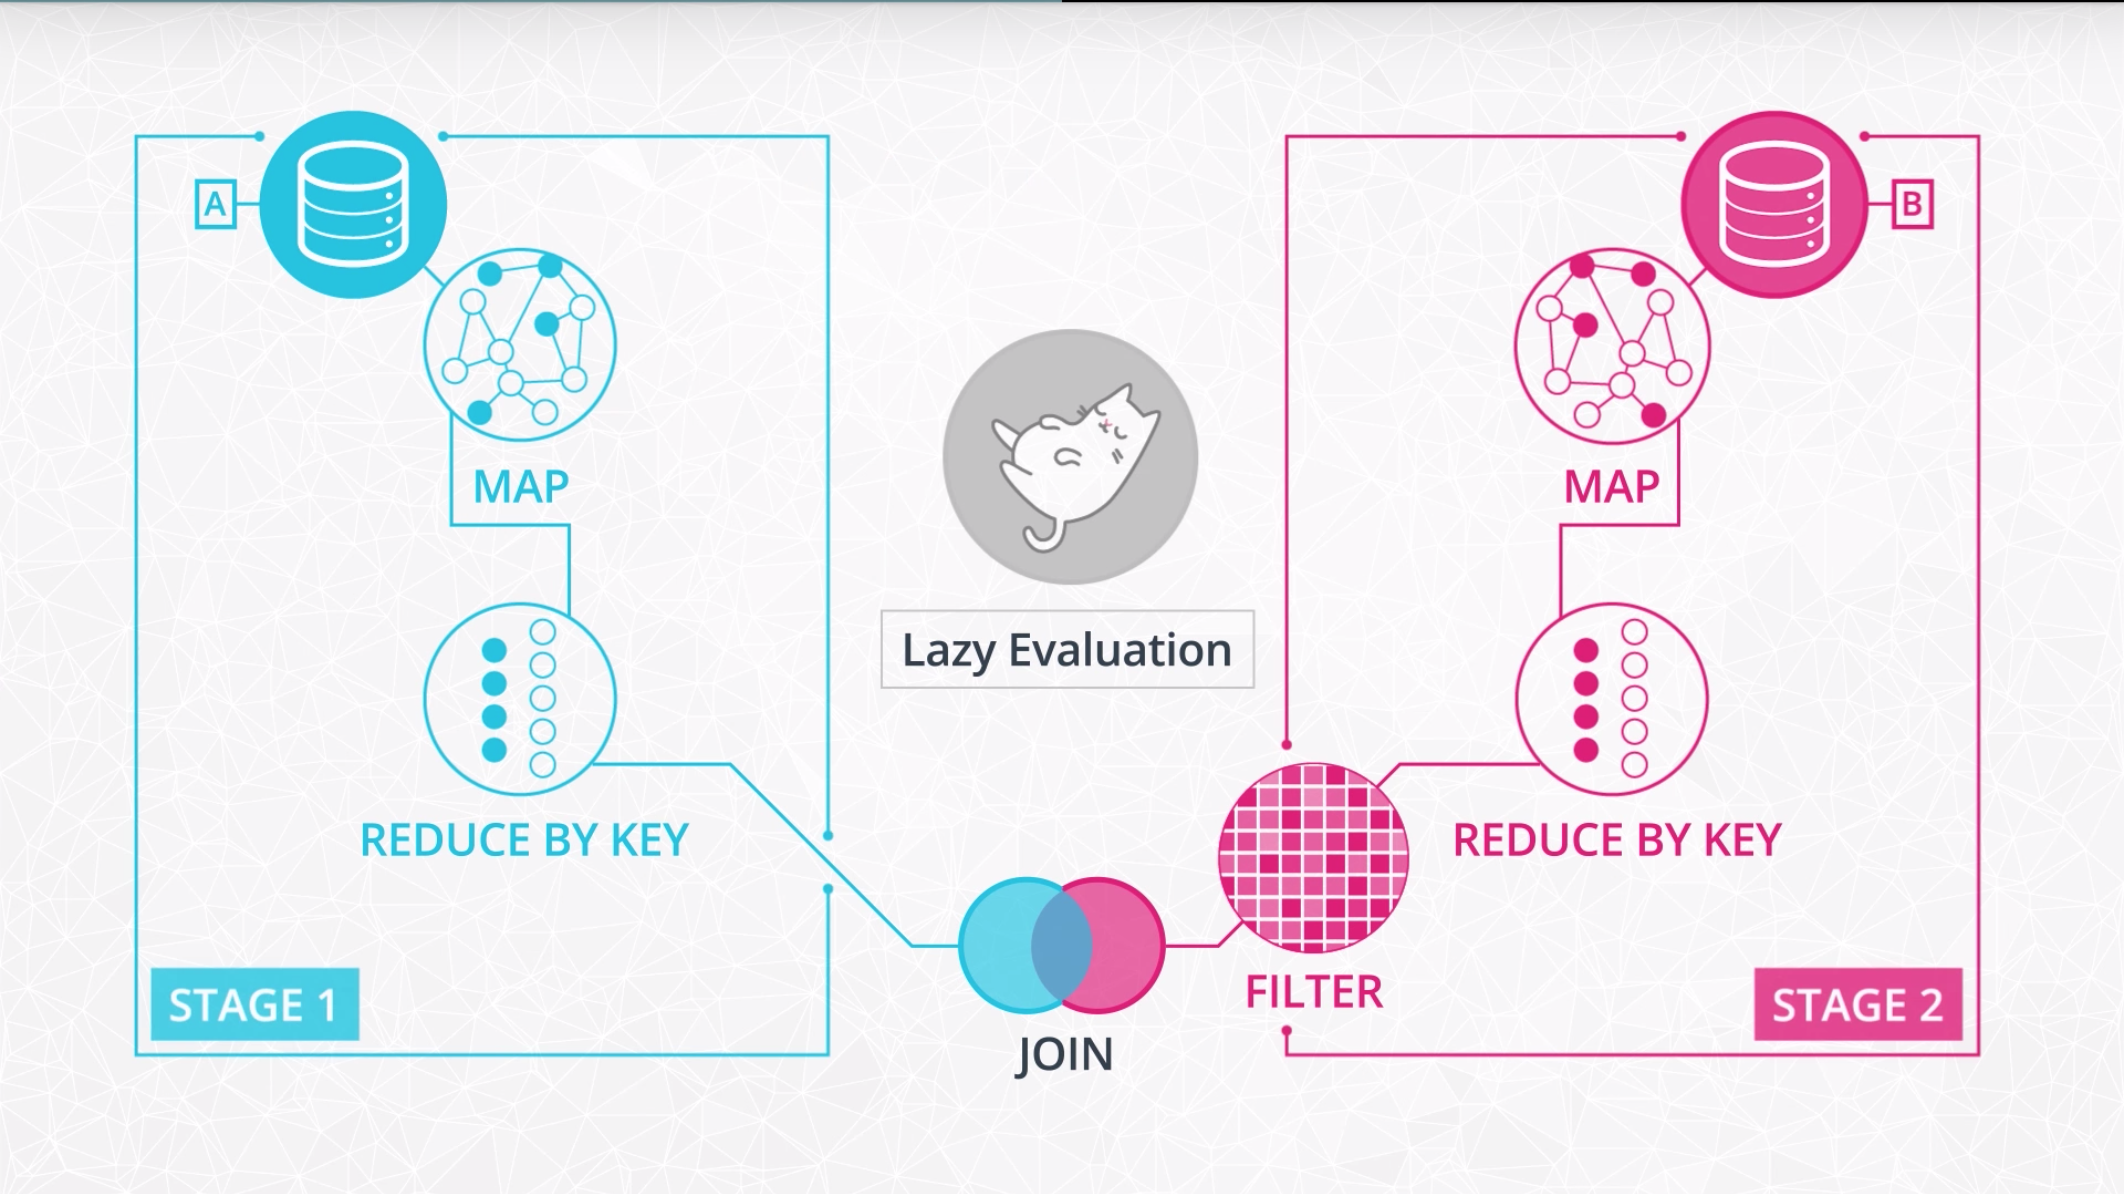 A
B
MAP
MAP
Lazy Evaluation
REDUCE BY KEY
REDUCE BY KEY
FILTER
STAGE 1
STAGE 2
JOIN